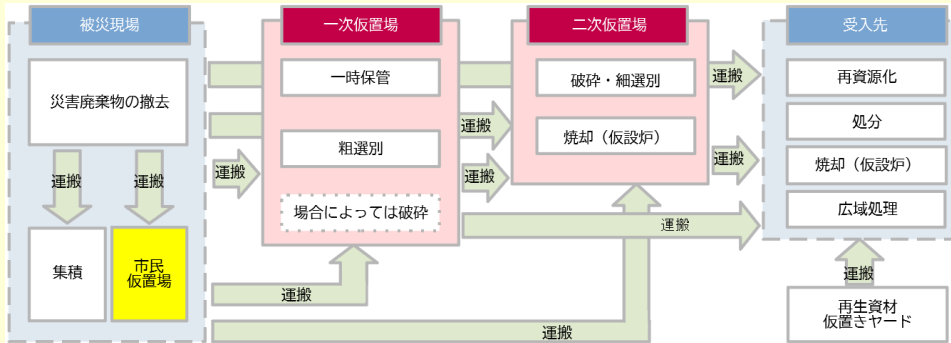 被災現場
災害廃棄物の撤去
運搬
運搬
集積
市民
仮置場
運搬
運搬
運搬
一次仮置場
一時保管
粗選別
場合によっては破砕
運搬
運搬
運搬
二次仮置場
破砕・細選別
焼却（仮設炉）
運搬
運搬
受入先
再資源化
処分
焼却（仮設炉）
広域処理
運搬
再生資材
仮置きヤード